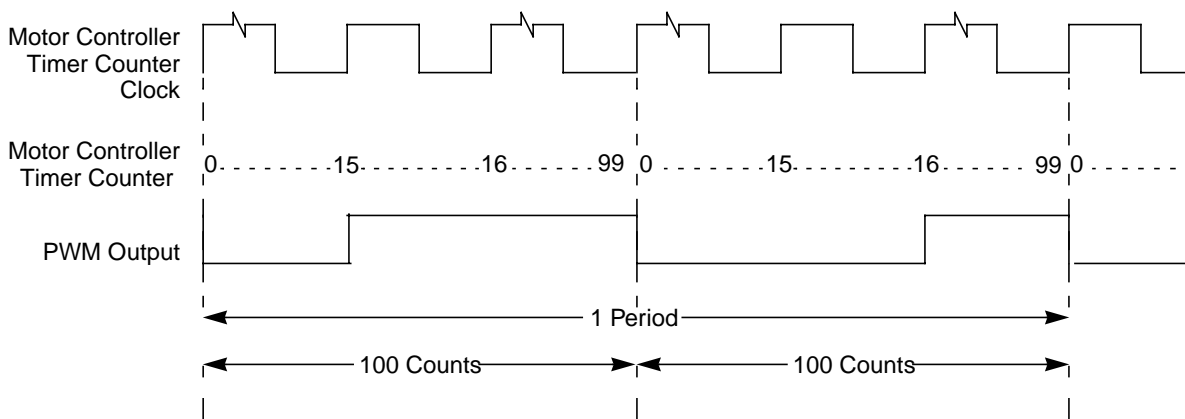 Motor Controller
Timer Counter
Clock
Motor Controller
Timer Counter
0 15 16 99 0 15 16 99 0
PWM Output
1 Period
100 Counts 100 Counts